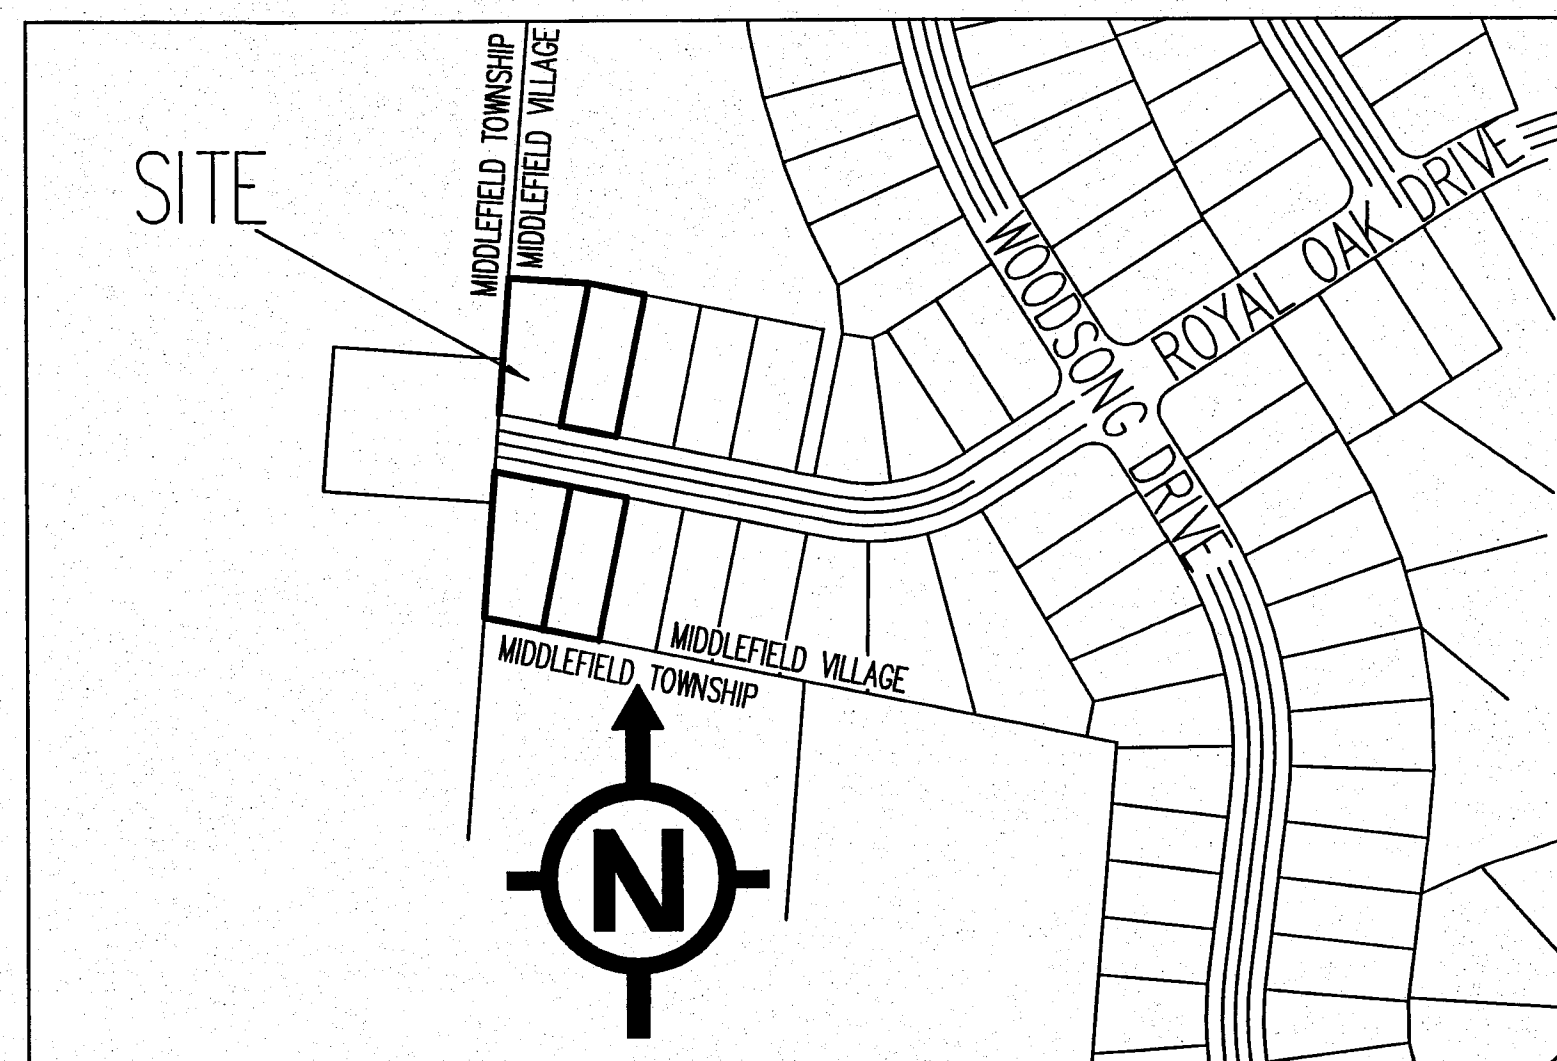 MIDDLEFIELD TOWNSHIP
MIDDLEFIELD VILLAGE
SITE
WOODSONG DRIVE
ROYAL OAK DRIVE
MIDDLEFIELD VILLAGE
MIDDLEFIELD TOWNSHIP
N